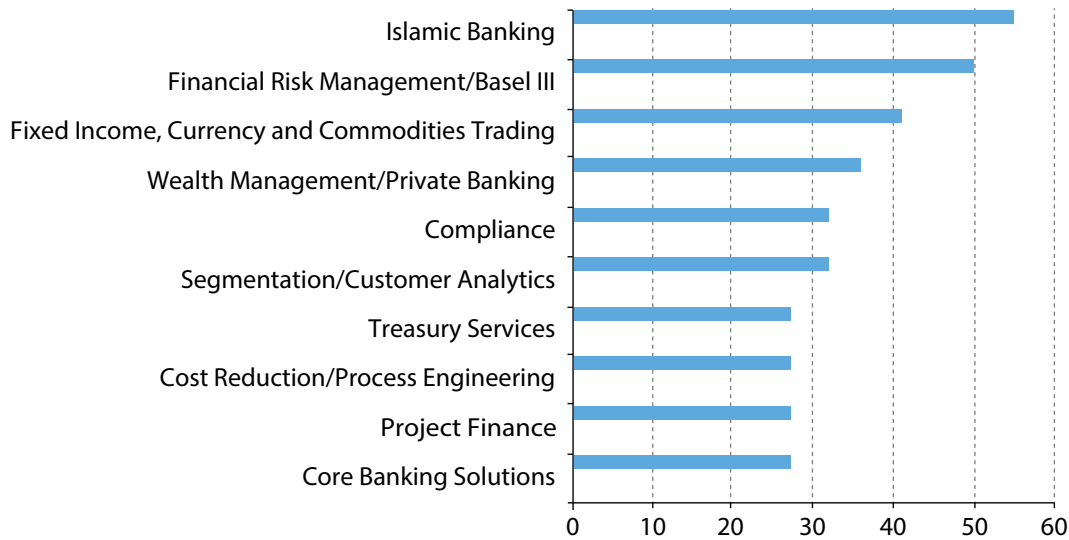 Islamic Banking
Financial Risk Management/Basel III
Fixed Income, Currency and Commodities Trading
Wealth Management/Private Banking
Compliance
Segmentation/Customer Analytics
Treasury Services
Cost Reduction/Process Engineering
Project Finance
Core Banking Solutions
0 10 20 30 40 50 60